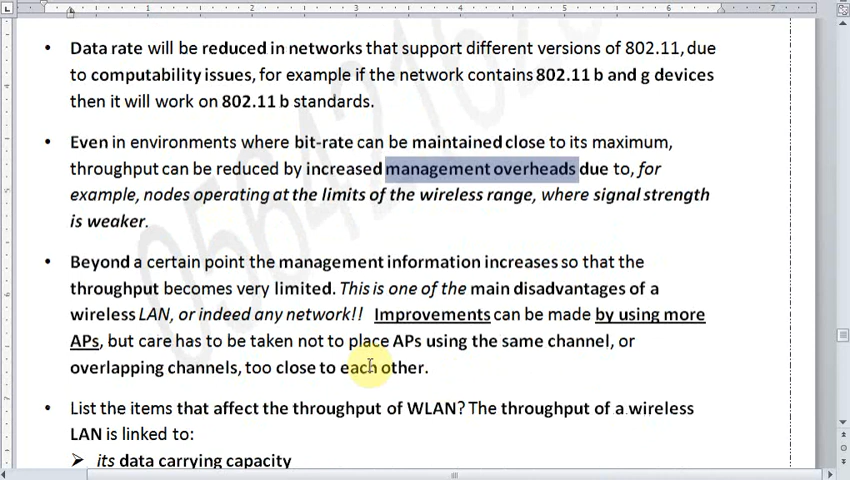 1 2 3 4 5 6 7
Data rate will be reduced in networks that support different versions of 802.11, due
to computability issues, for example if the network contains 802.11 b and g devices
then it will work on 802.11 b standards.
Even in environments where bit-rate can be maintained close to its maximum,
throughput can be reduced by increased management overheads due to, for
example, nodes operating at the limits of the wireless range, where signal strength
is weaker.
Beyond a certain point the management information increases so that the
throughput becomes very limited. This is one of the main disadvantages of a
wireless LAN, or indeed any network!! Improvements can be made by using more
APs, but care has to be taken not to place APs using the same channel, or
overlapping channels, too close to each other.
List the items that affect the throughput of WLAN? The throughput of a wireless
LAN is linked to:
its data carrying capacity